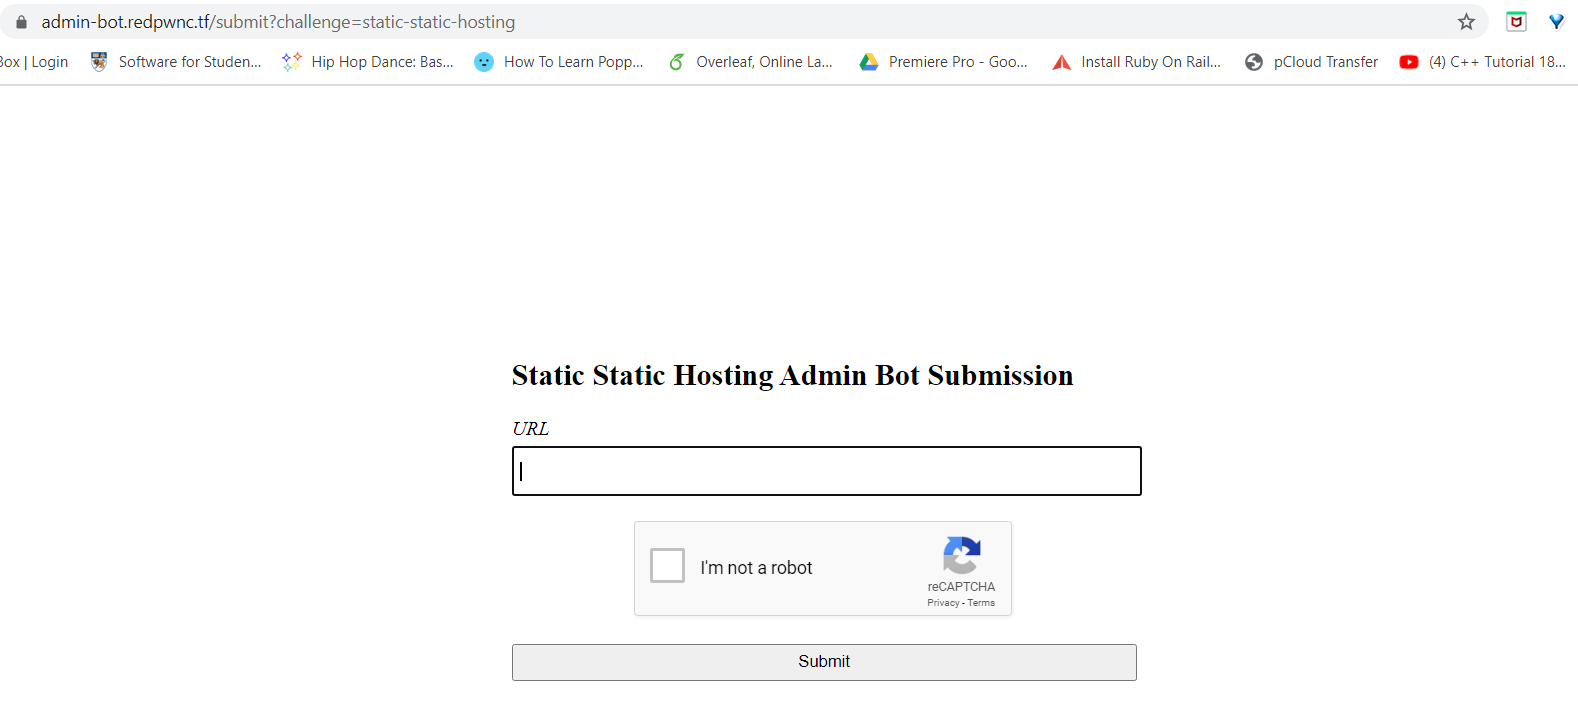 admin-bot.redpwnc.tf/submit?challenge=static-static-hosting
Box | Login Software for Studen... Hip Hop Dance: Bas... How To Learn Popp... Overleaf, Online La... Premiere Pro - Goo... Install Ruby On Rail... pCloud Transfer (4) C++ Tutorial 18...
Static Static Hosting Admin Bot Submission
URL
I'm not a robot
reCAPTCHA
Privacy - Terms
Submit